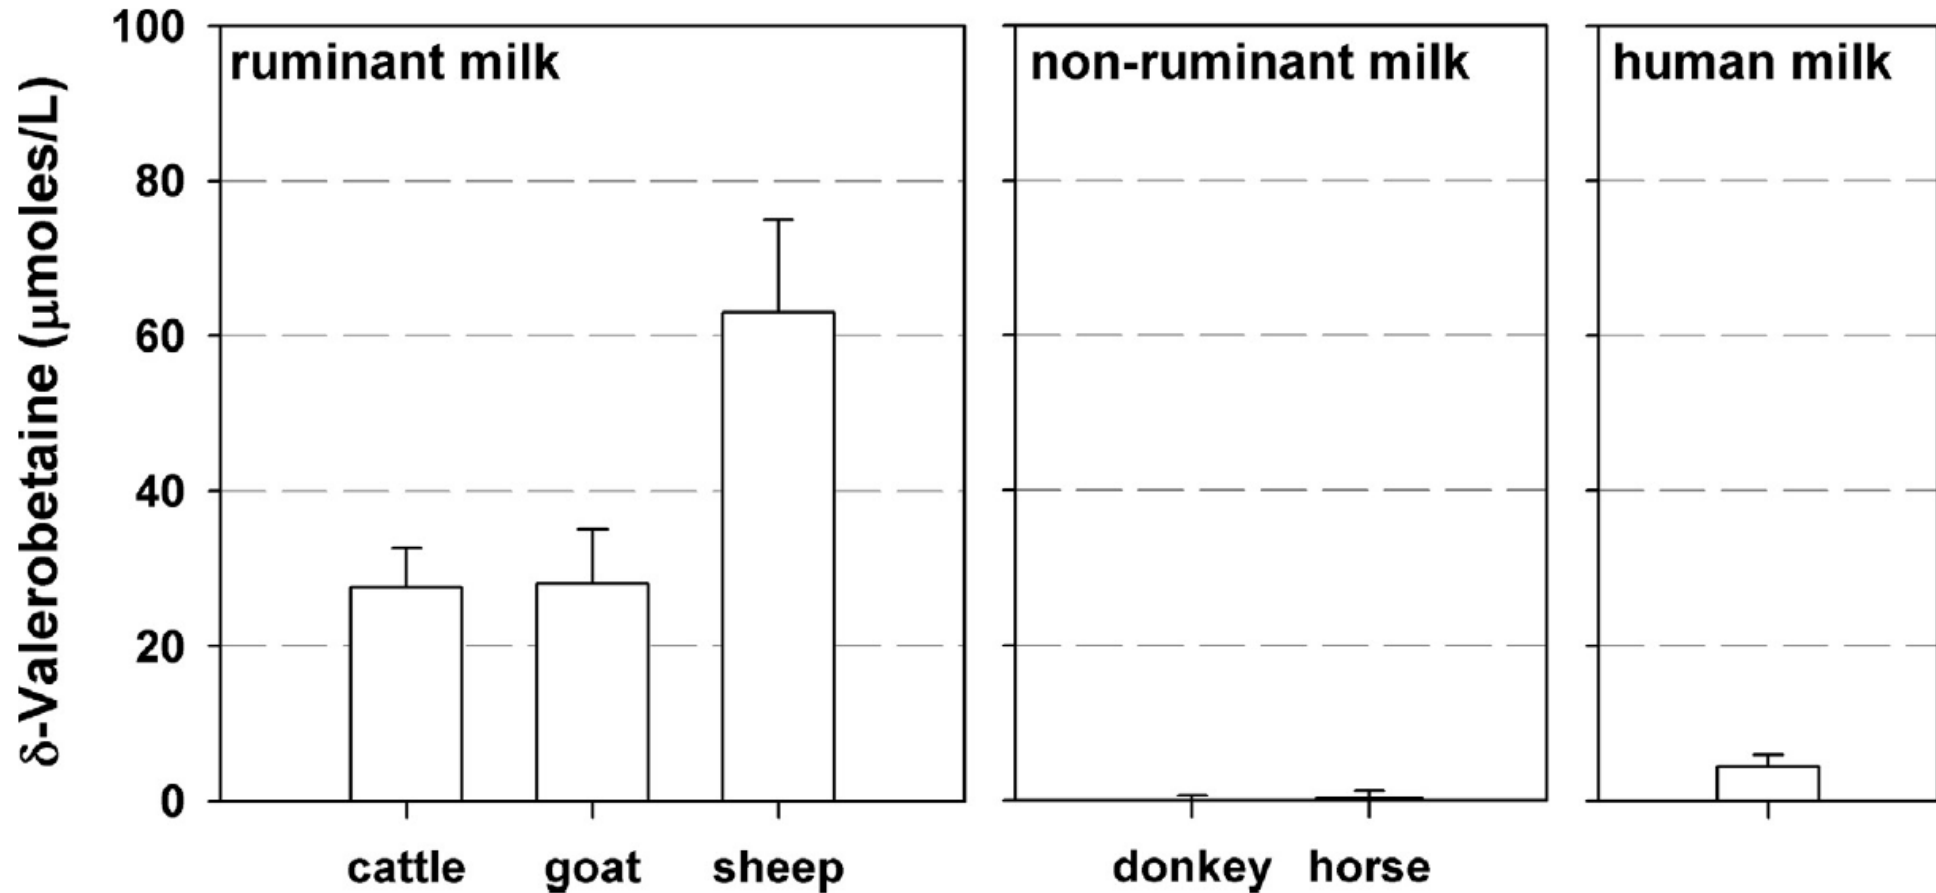 δ-Valerobetaine (μmoles/L)
100
80
60
40
20
0
ruminant milk
cattle
goat
sheep
non-ruminant milk
donkey
horse
human milk